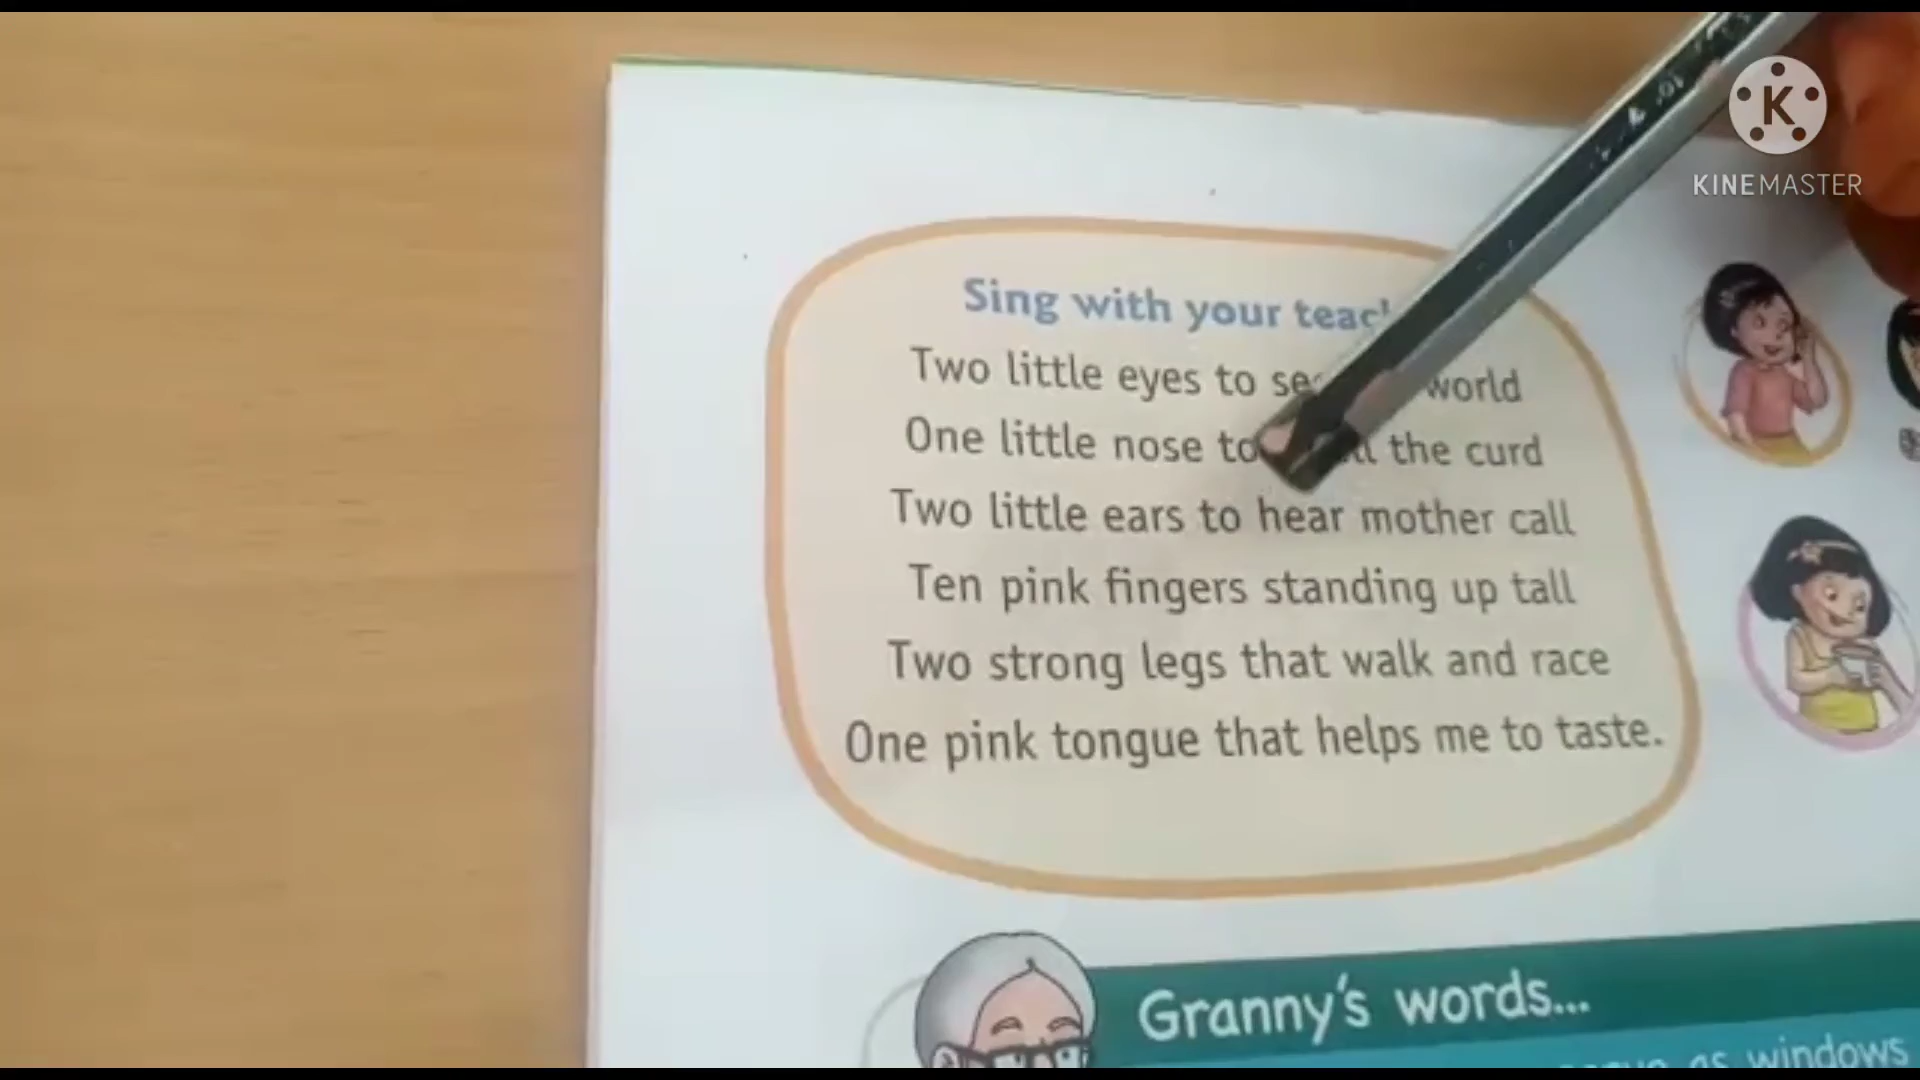 KINEMASTER
Sing with your
Two little eyes to world
One little nose to the curd
Two little ears to hear mother call
Ten pink fingers standing up tall
Two strong legs that walk and race
One pink tongue that helps me to taste.
Granny's words...
as windows